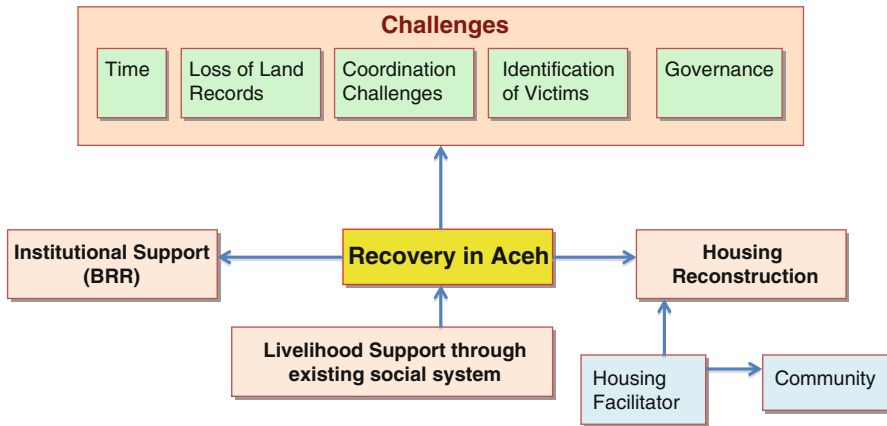 Challenges
Time
Loss of Land
Records
Coordination
Challenges
Identification
of Victims
Governance
Institutional Support
(BRR)
Recovery in Aceh
Housing
Reconstruction
Livelihood Support through
existing social system
Housing
Facilitator
Community